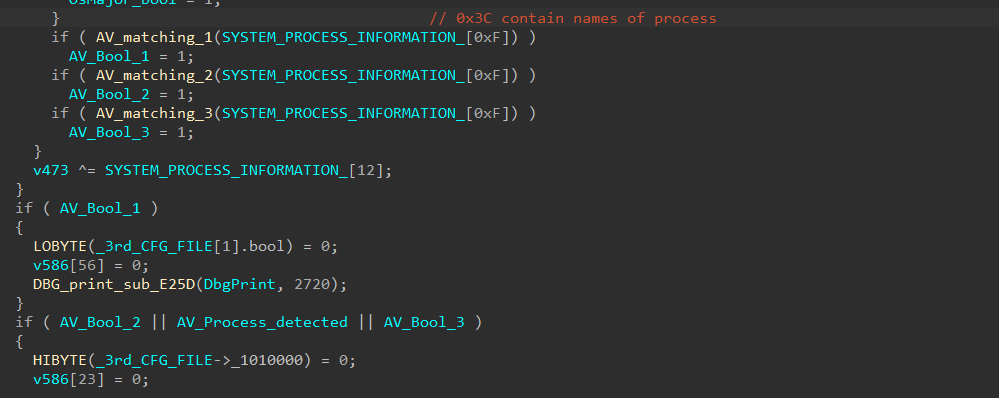 OsMajor_Bool = 1;
} // 0x3C contain names of process
if ( AV_matching_1(SYSTEM_PROCESS_INFORMATION_[0xF]) )
AV_Bool_1 = 1;
if ( AV_matching_2(SYSTEM_PROCESS_INFORMATION_[0xF]) )
AV_Bool_2 = 1;
if ( AV_matching_3(SYSTEM_PROCESS_INFORMATION_[0xF]) )
AV_Bool_3 = 1;
}
v473 ^= SYSTEM_PROCESS_INFORMATION_[12];
}
if ( AV_Bool_1 )
{
LOBYTE(_3rd_CFG_FILE[1].bool) = 0;
v586[56] = 0;
DBG_print_sub_E25D(DbgPrint, 2720);
}
if ( AV_Bool_2 || AV_Process_detected || AV_Bool_3 )
{
HIBYTE(_3rd_CFG_FILE->_1010000) = 0;
v586[23] = 0;